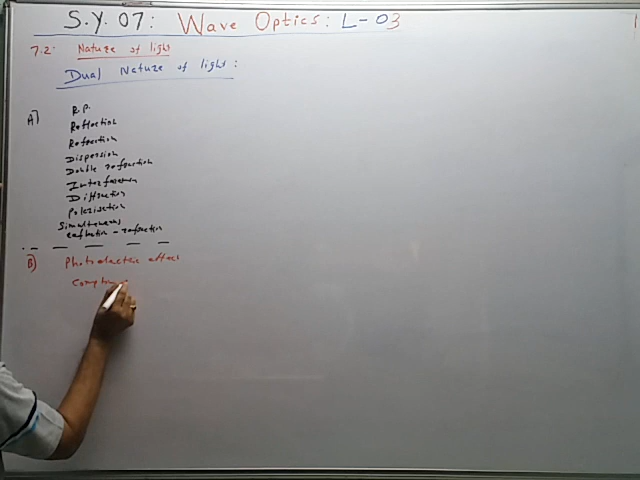 S.Y. 07: Wave Optics: L-03
7.2: Nature of light
Dual Nature of light:
A] R.P.
Reflection
Refraction
Dispersion
Double refraction
Interference
Diffraction
Polarisation
Simultaneous
reflection - refraction
B] Photoelectric effect
Compt